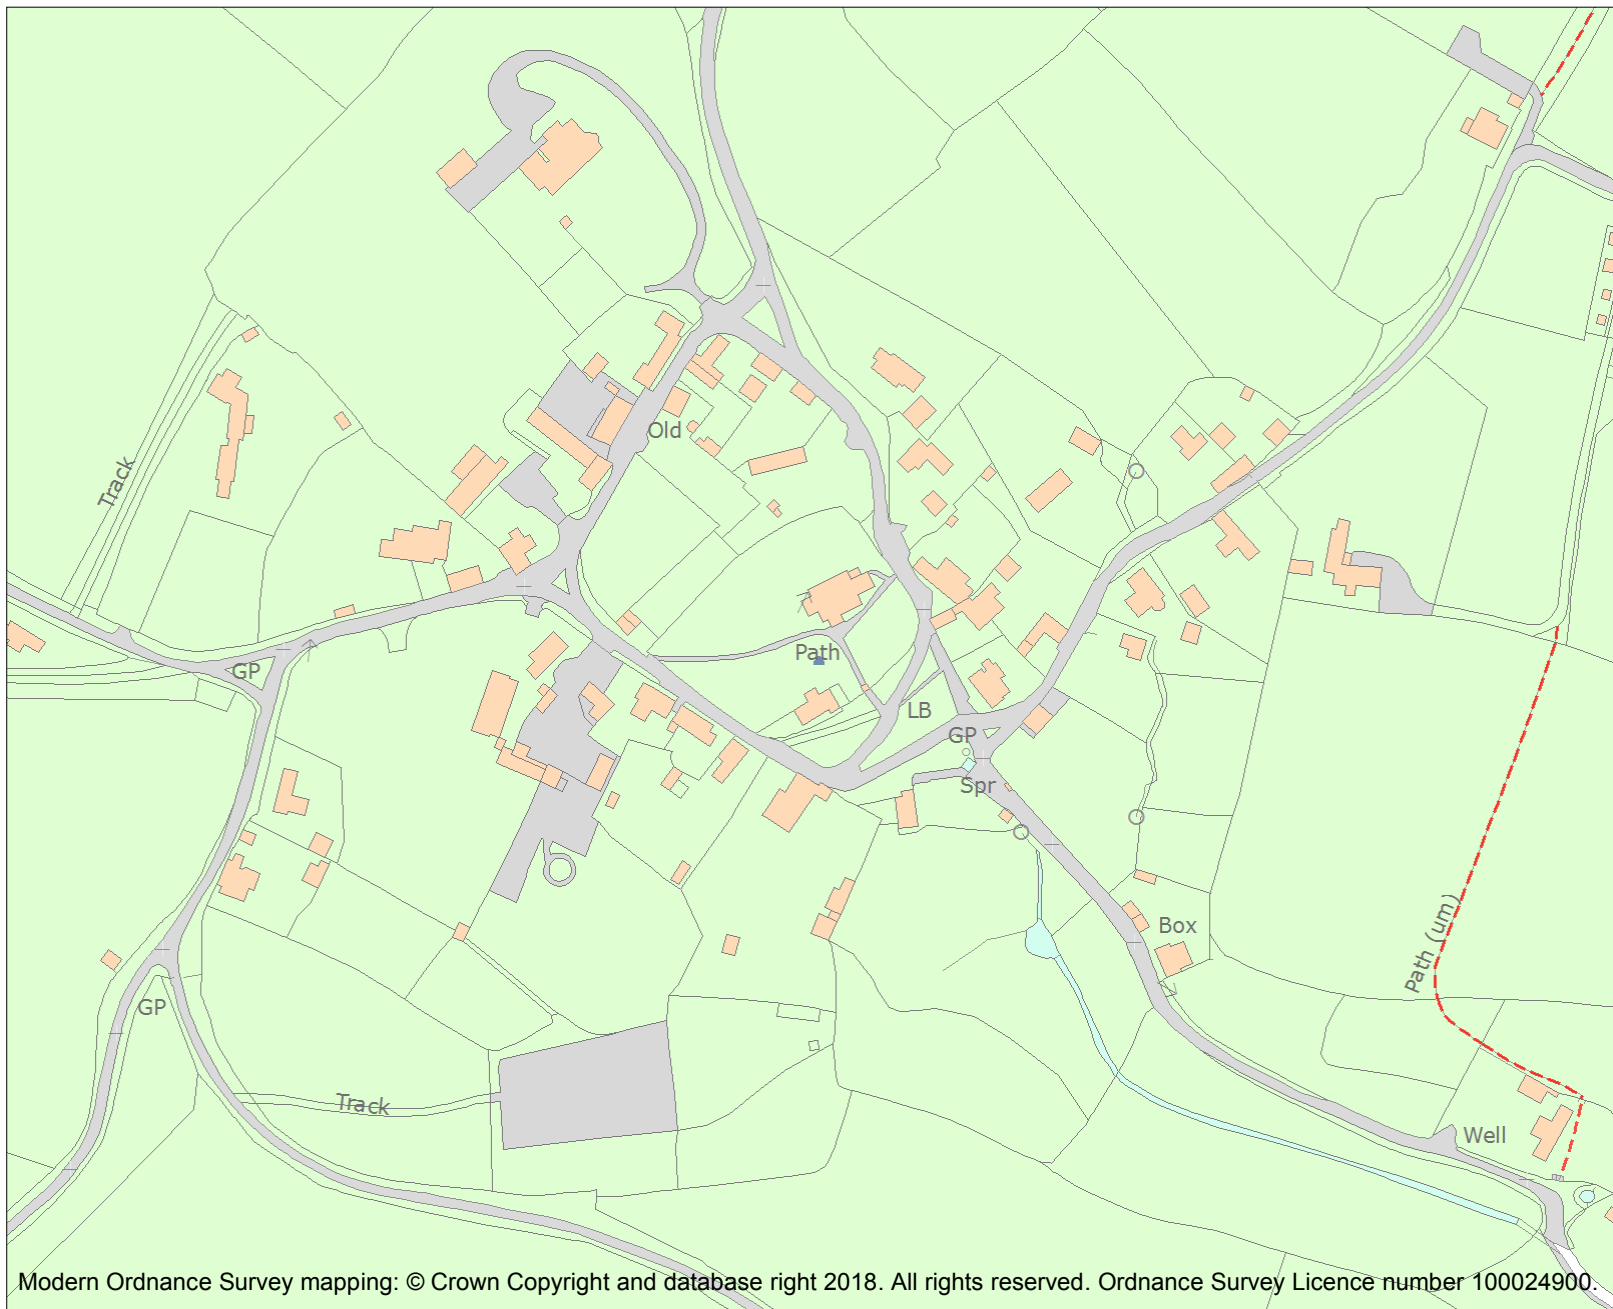 Old
Track
GP
Path
LB
GP
Spr
Path (um)
Box
GP
Track
Well
Modern Ordnance Survey mapping: © Crown Copyright and database right 2018. All rights reserved. Ordnance Survey Licence number 100024900.